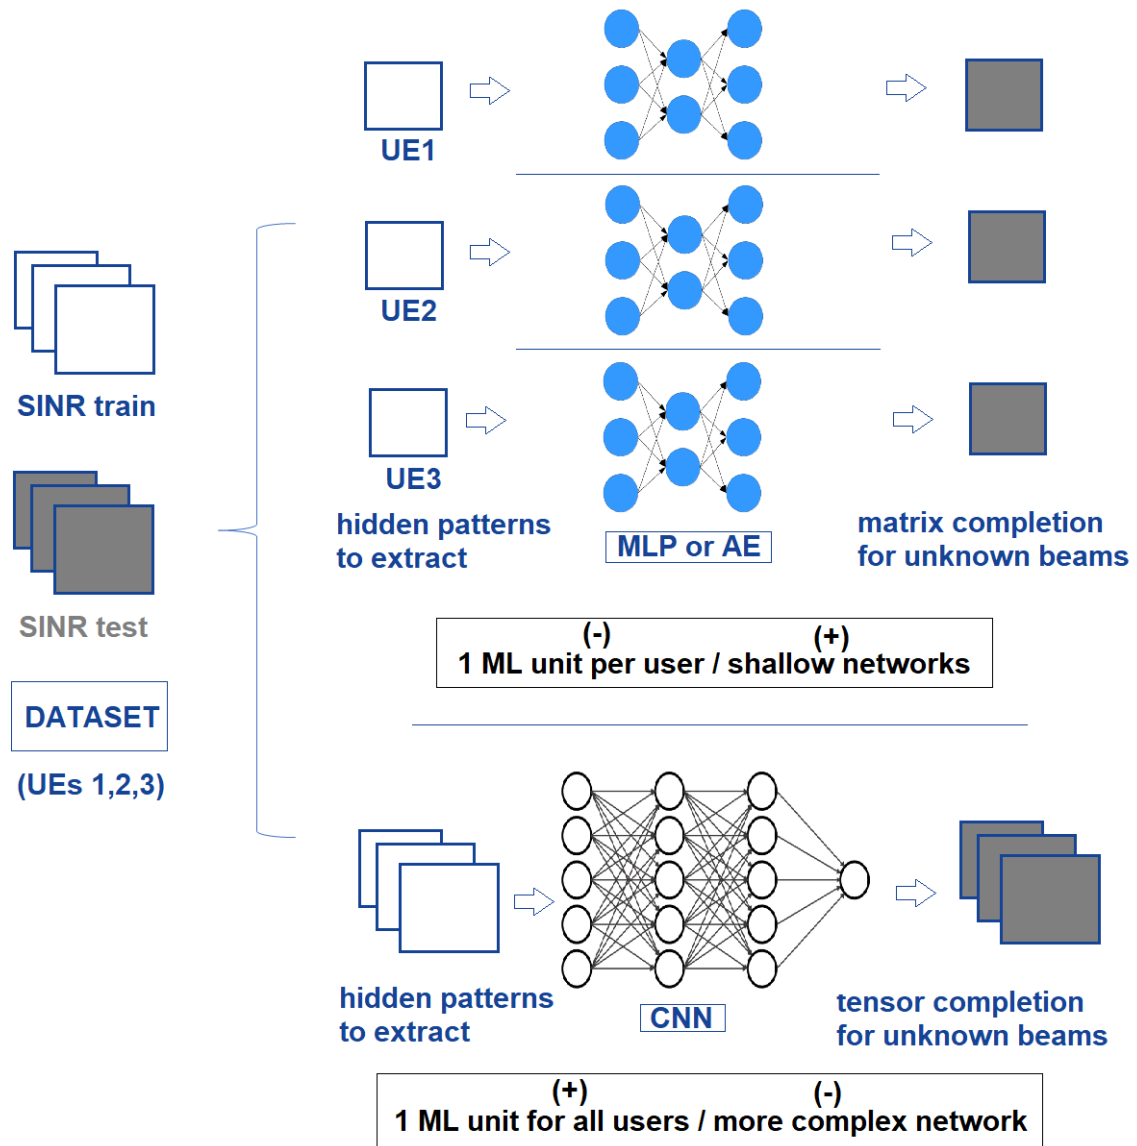 SINR train
SINR test
DATASET
(UEs 1,2,3)
UE1
UE2
UE3
hidden patterns
to extract
MLP or AE
matrix completion
for unknown beams
(-) (+)
1 ML unit per user / shallow networks
hidden patterns
to extract
CNN
tensor completion
for unknown beams
(+) (-)
1 ML unit for all users / more complex network